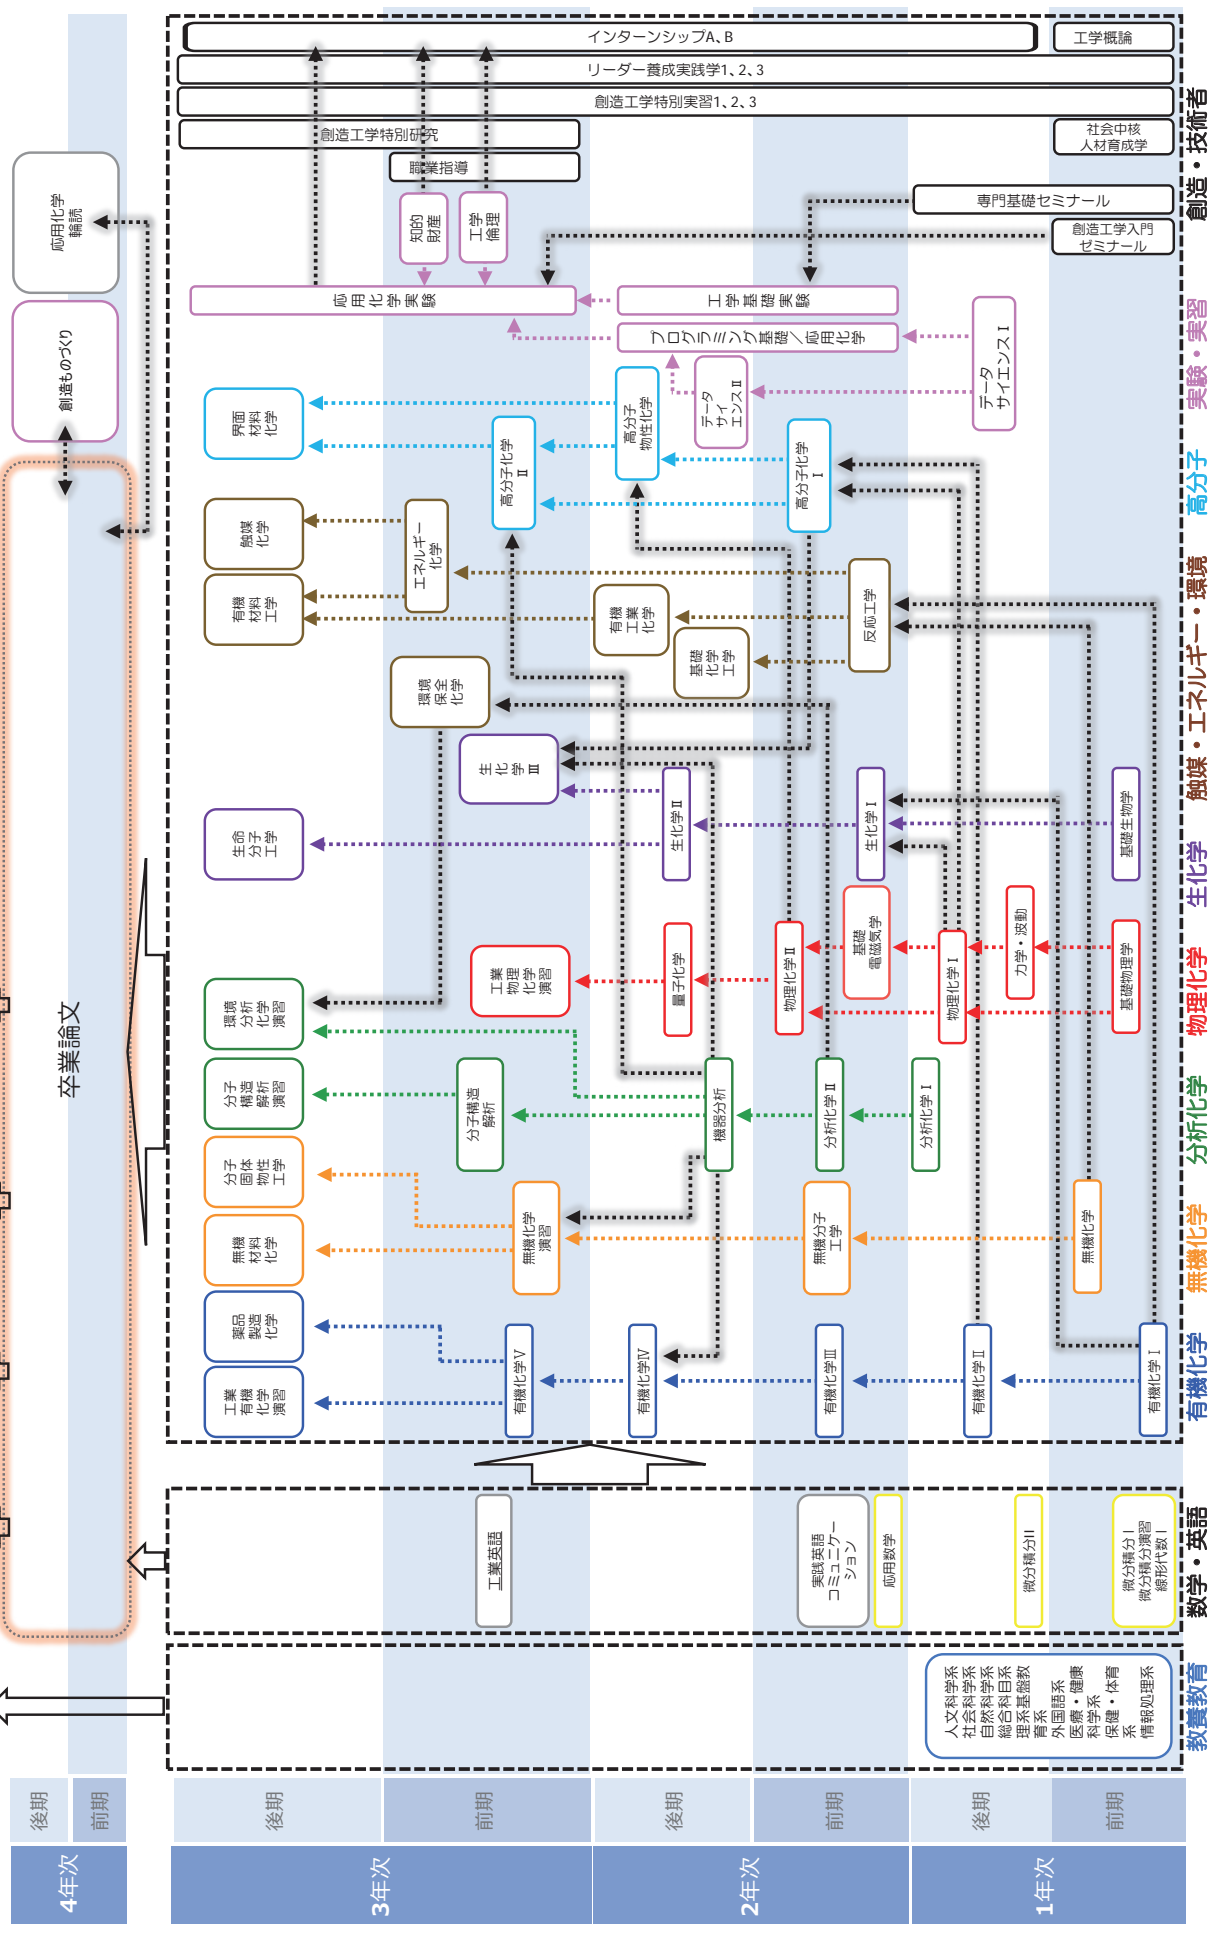 インターンシップA、B
工学概論
リーダー養成実践学1、2、3
創造工学特別実習1、2、3
創造工学特別研究
社会中核
人材育成学
職業指導
専門基礎セミナール
創造工学入門
ゼミナール
創造・技術者
応用化学
輪読
知的
財産
工学
倫理
創造ものづくり
応用化学実験
工学基礎実験
プログラミング基礎／応用化学
データ
サイエンスⅠ
データ
サイ
エンスⅡ
実験・実習
界面
材料
化学
高分子化学
Ⅱ
高分子
物性化学
高分子化学
Ⅰ
高分子
触媒
化学
有機
材料
工学
エネルギー
化学
有機
工業
化学
基礎
化学
工学
反応工学
環境
保全
化学
触媒・エネルギー・環境
生命
分子
工学
生化学Ⅲ
生化学Ⅱ
生化学Ⅰ
基礎生物学
生化学
工業
物理
化学
演習
量子化学
物理化学Ⅱ
基礎
電磁気学
物理化学Ⅰ
力学・波動
基礎物理学
物理化学
環境
分析
化学
演習
分子
構造
解析
演習
分子構造
解析
機器分析
分析化学Ⅱ
分析化学Ⅰ
分析化学
分子
固体
物性
工学
無機
材料
化学
無機化学
演習
無機分子
工学
無機化学
無機化学
薬品
製造
化学
工業
有機
化学
演習
有機化学Ⅴ
有機化学Ⅳ
有機化学Ⅲ
有機化学Ⅱ
有機化学Ⅰ
有機化学
卒業論文
工業英語
実践英語
コミュニケー
ション
応用数学
微分積分II
微分積分 I
微分積分演習
線形代数 I
数学・英語
人文科学系
社会科学系
自然科学系
総合科目系
理系基盤教
育系
外国語系
医療・健康
科学系
保健・体育
系
情報処理系
教養教育
後期
前期
後期
前期
後期
前期
後期
前期
4年次
3年次
2年次
1年次